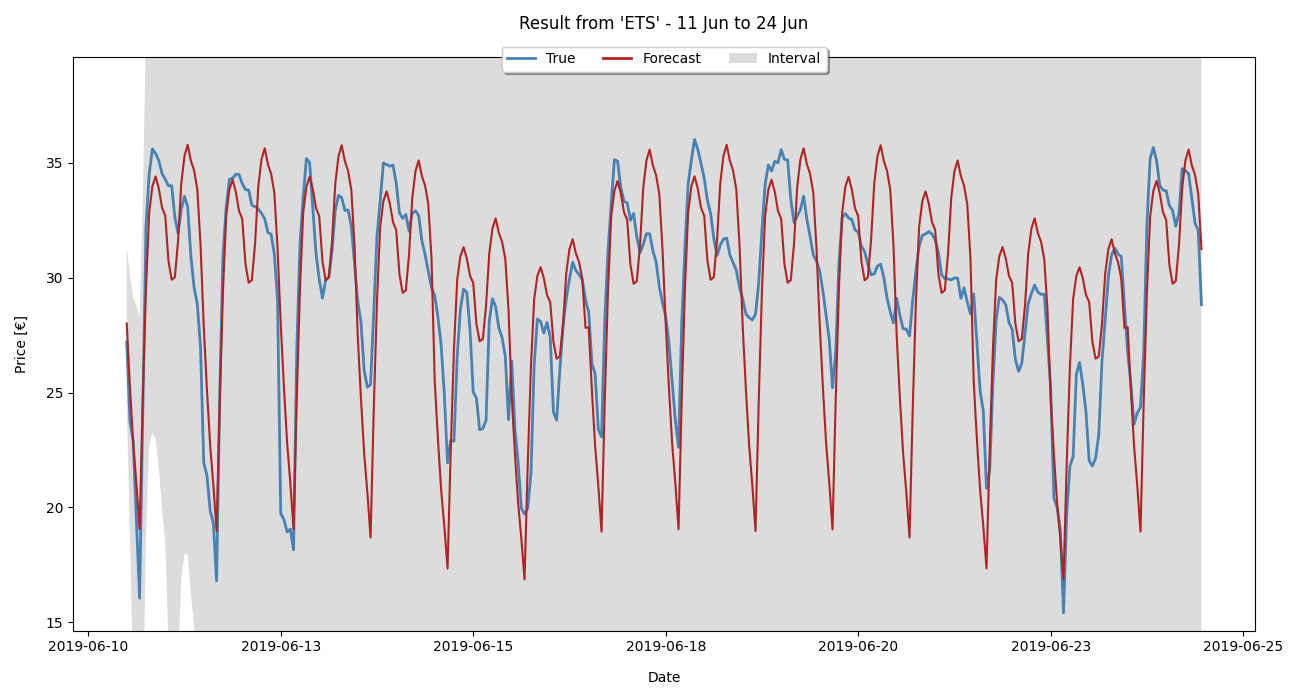 Result from 'ETS' - 11 Jun to 24 Jun
True Forecast Interval
Price [€]
35
30
25
20
15
2019-06-10 2019-06-13 2019-06-15 2019-06-18 2019-06-20 2019-06-23 2019-06-25
Date